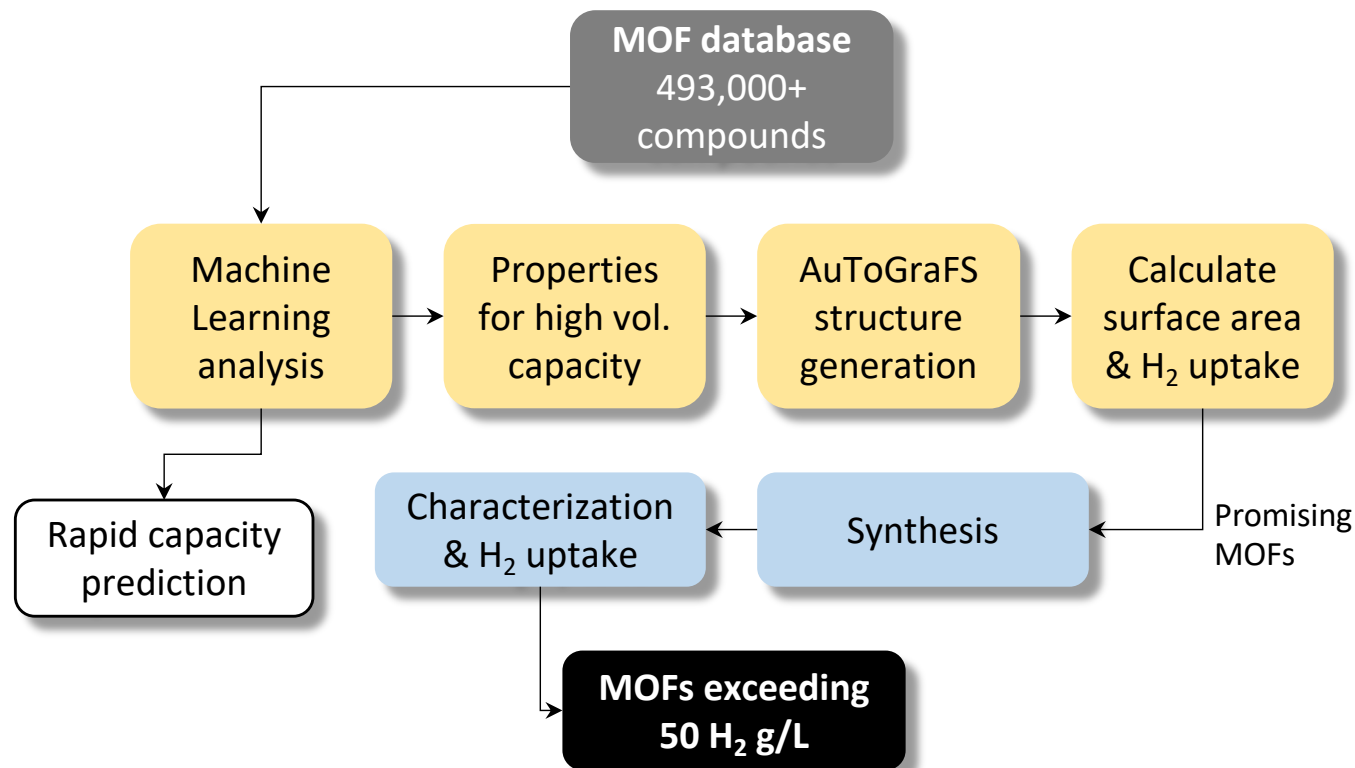 MOF database
493,000+
compounds
Machine
Learning
analysis
Properties
for high vol.
capacity
AuToGraFS
structure
generation
Calculate
surface area
& H₂ uptake
Rapid capacity
prediction
Characterization
& H₂ uptake
Synthesis
Promising
MOFs
MOFs exceeding
50 H₂ g/L